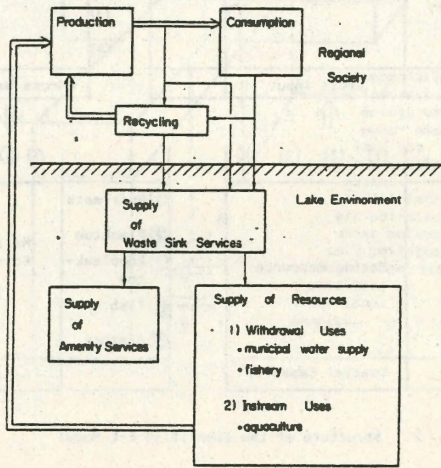 Production
Consumption
Regional
Society
Recycling
Lake Environment
Supply
of
Waste Sink Services
Supply
of
Amenity Services
Supply of Resources
1) Withdrawal Uses
• municipal water supply
• fishery
2) Instream Uses
• aquaculture